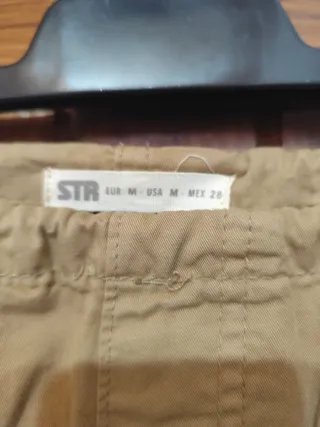 STR EUR M - USA M - MEX 28